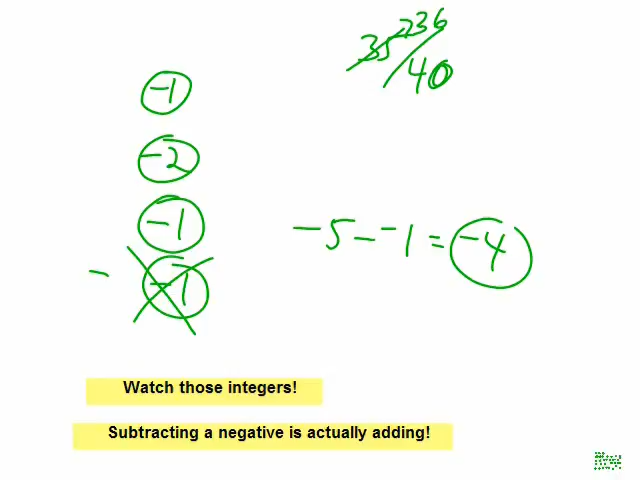 35 36
/40
-1
-2
-1
-5 - -1 = -4
- -1
Watch those integers!
Subtracting a negative is actually adding!